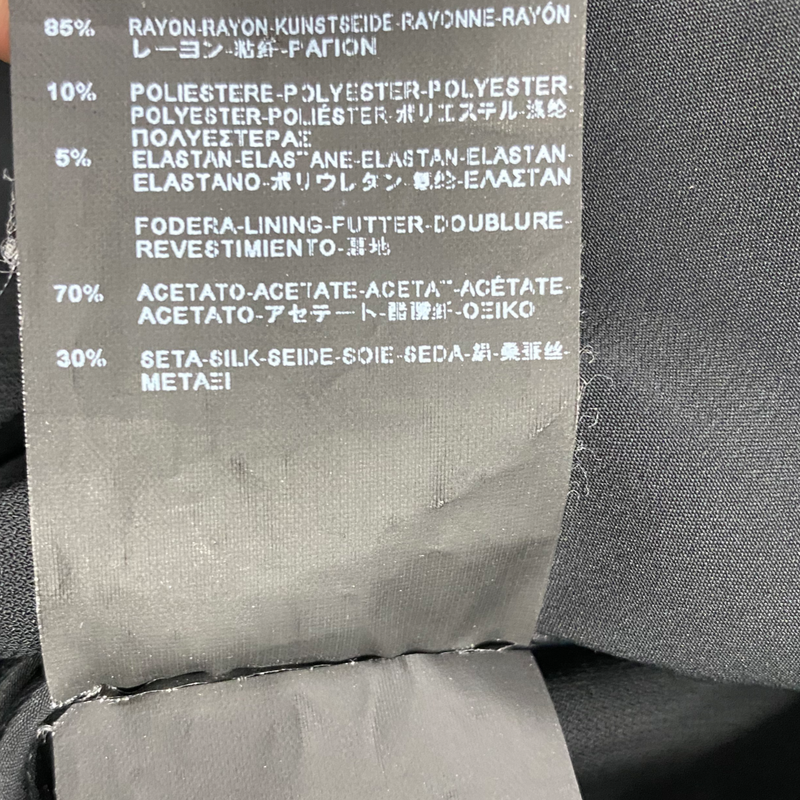 85% RAYON-RAYON-KUNSTSEIDE-RAYONNE-RAYÓN-
レーヨン-粘纤-ΡΑΓΙΟΝ
10% POLIESTERE-POLYESTER-POLYESTER-
POLYESTER-POLIÉSTER-ポリエステル-涤纶-
ΠΟΛΥΕΣΤΕΡΑΣ
5% ELASTAN-ELASTANE-ELASTAN-ELASTAN-
ELASTANO-ポリウレタン-氨纶-ΕΛΑΣΤΑΝ
FODERA-LINING-FUTTER-DOUBLURE-
REVESTIMIENTO-裏地
70% ACETATO-ACETATE-ACETAT-ACÉTATE-
ACETATO-アセテート-醋酸纤-ΟΞΙΚΟ
30% SETA-SILK-SEIDE-SOIE-SEDA-絹-桑蚕丝-
ΜΕΤΑΞΙ